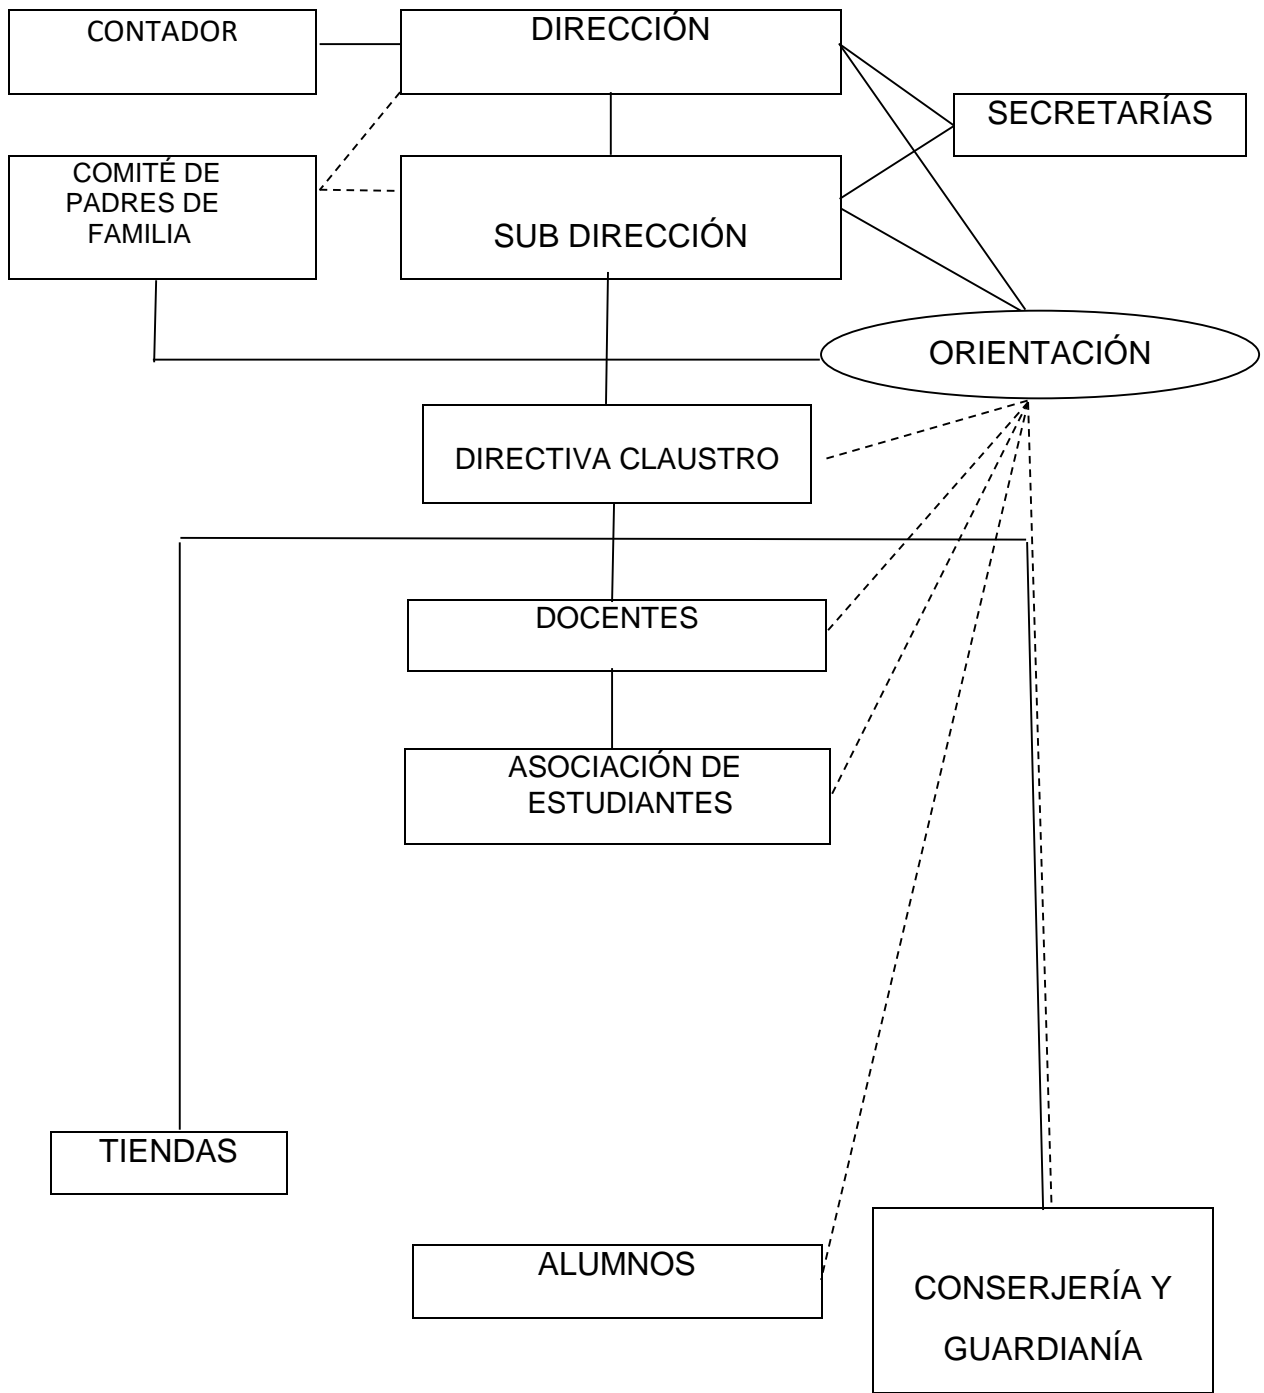 CONTADOR
DIRECCIÓN
SECRETARÍAS
COMITÉ DE
PADRES DE
FAMILIA
SUB DIRECCIÓN
ORIENTACIÓN
DIRECTIVA CLAUSTRO
DOCENTES
ASOCIACIÓN DE
ESTUDIANTES
TIENDAS
ALUMNOS
CONSERJERÍA Y
GUARDIANÍA